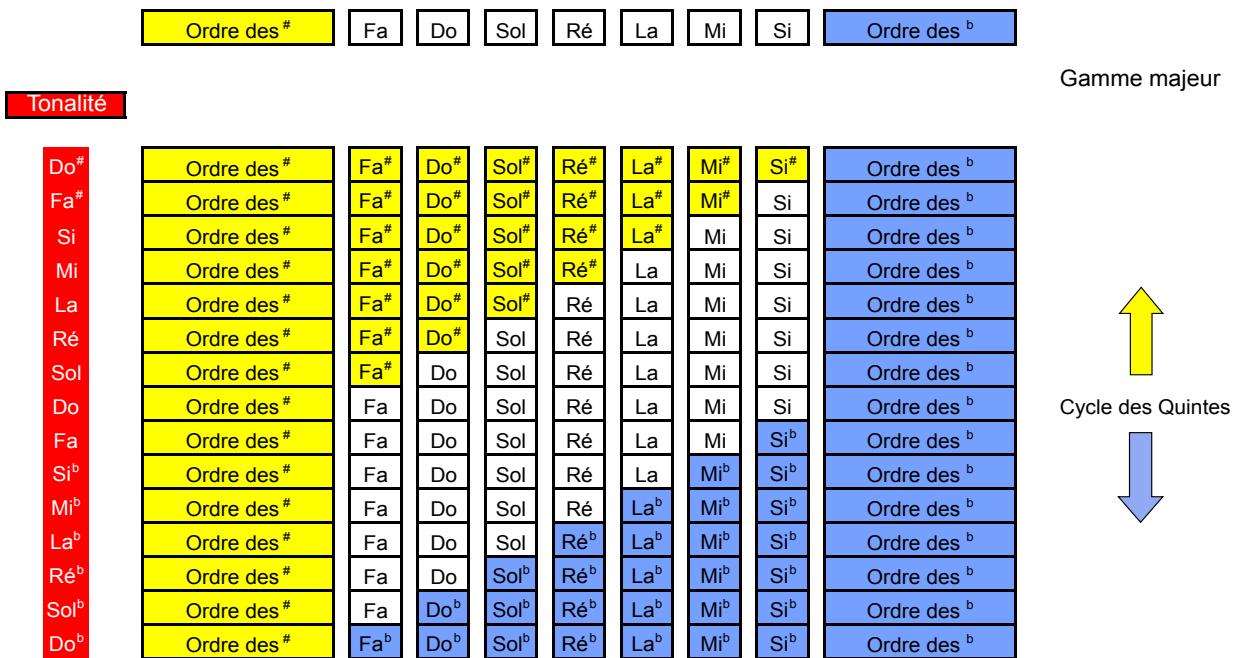 Ordre des # Fa Do Sol Ré La Mi Si Ordre des b
Gamme majeur
Tonalité
Do# Ordre des # Fa# Do# Sol# Ré# La# Mi# Si# Ordre des b
Fa# Ordre des # Fa# Do# Sol# Ré# La# Mi# Si Ordre des b
Si Ordre des # Fa# Do# Sol# Ré# La# Mi Si Ordre des b
Mi Ordre des # Fa# Do# Sol# Ré# La Mi Si Ordre des b
La Ordre des # Fa# Do# Sol# Ré La Mi Si Ordre des b
Ré Ordre des # Fa# Do# Sol Ré La Mi Si Ordre des b
Sol Ordre des # Fa# Do Sol Ré La Mi Si Ordre des b
Do Ordre des # Fa Do Sol Ré La Mi Si Ordre des b Cycle des Quintes
Fa Ordre des # Fa Do Sol Ré La Mi Sib Ordre des b
Sib Ordre des # Fa Do Sol Ré La Mib Sib Ordre des b
Mib Ordre des # Fa Do Sol Ré Lab Mib Sib Ordre des b
Lab Ordre des # Fa Do Sol Réb Lab Mib Sib Ordre des b
Réb Ordre des # Fa Do Solb Réb Lab Mib Sib Ordre des b
Solb Ordre des # Fa Dob Solb Réb Lab Mib Sib Ordre des b
Dob Ordre des # Fab Dob Solb Réb Lab Mib Sib Ordre des b